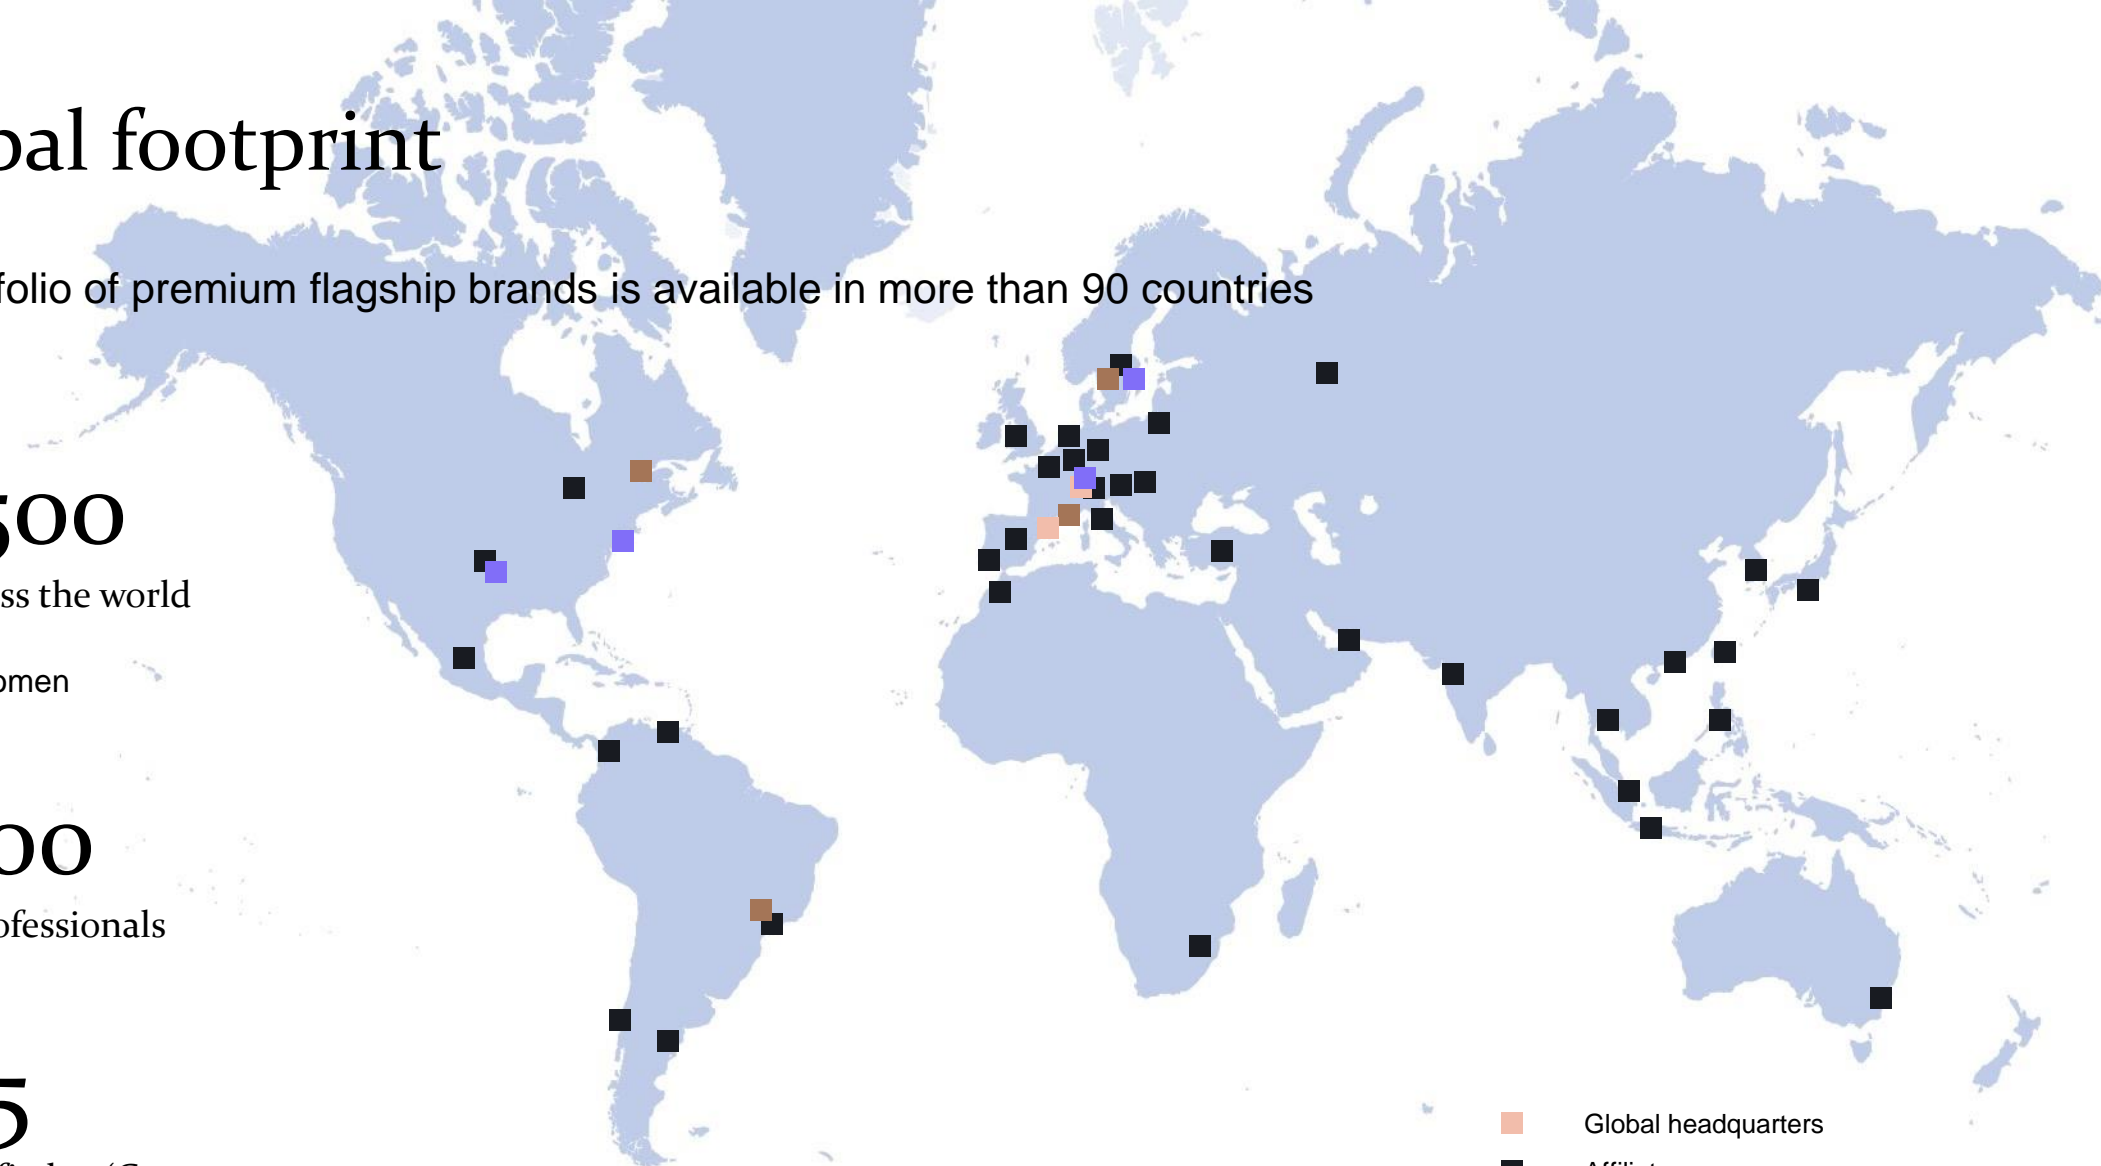 bal footprint
folio of premium flagship brands is available in more than 90 countries
500
ss the world
omen
00
ofessionals
5
Global headquarters